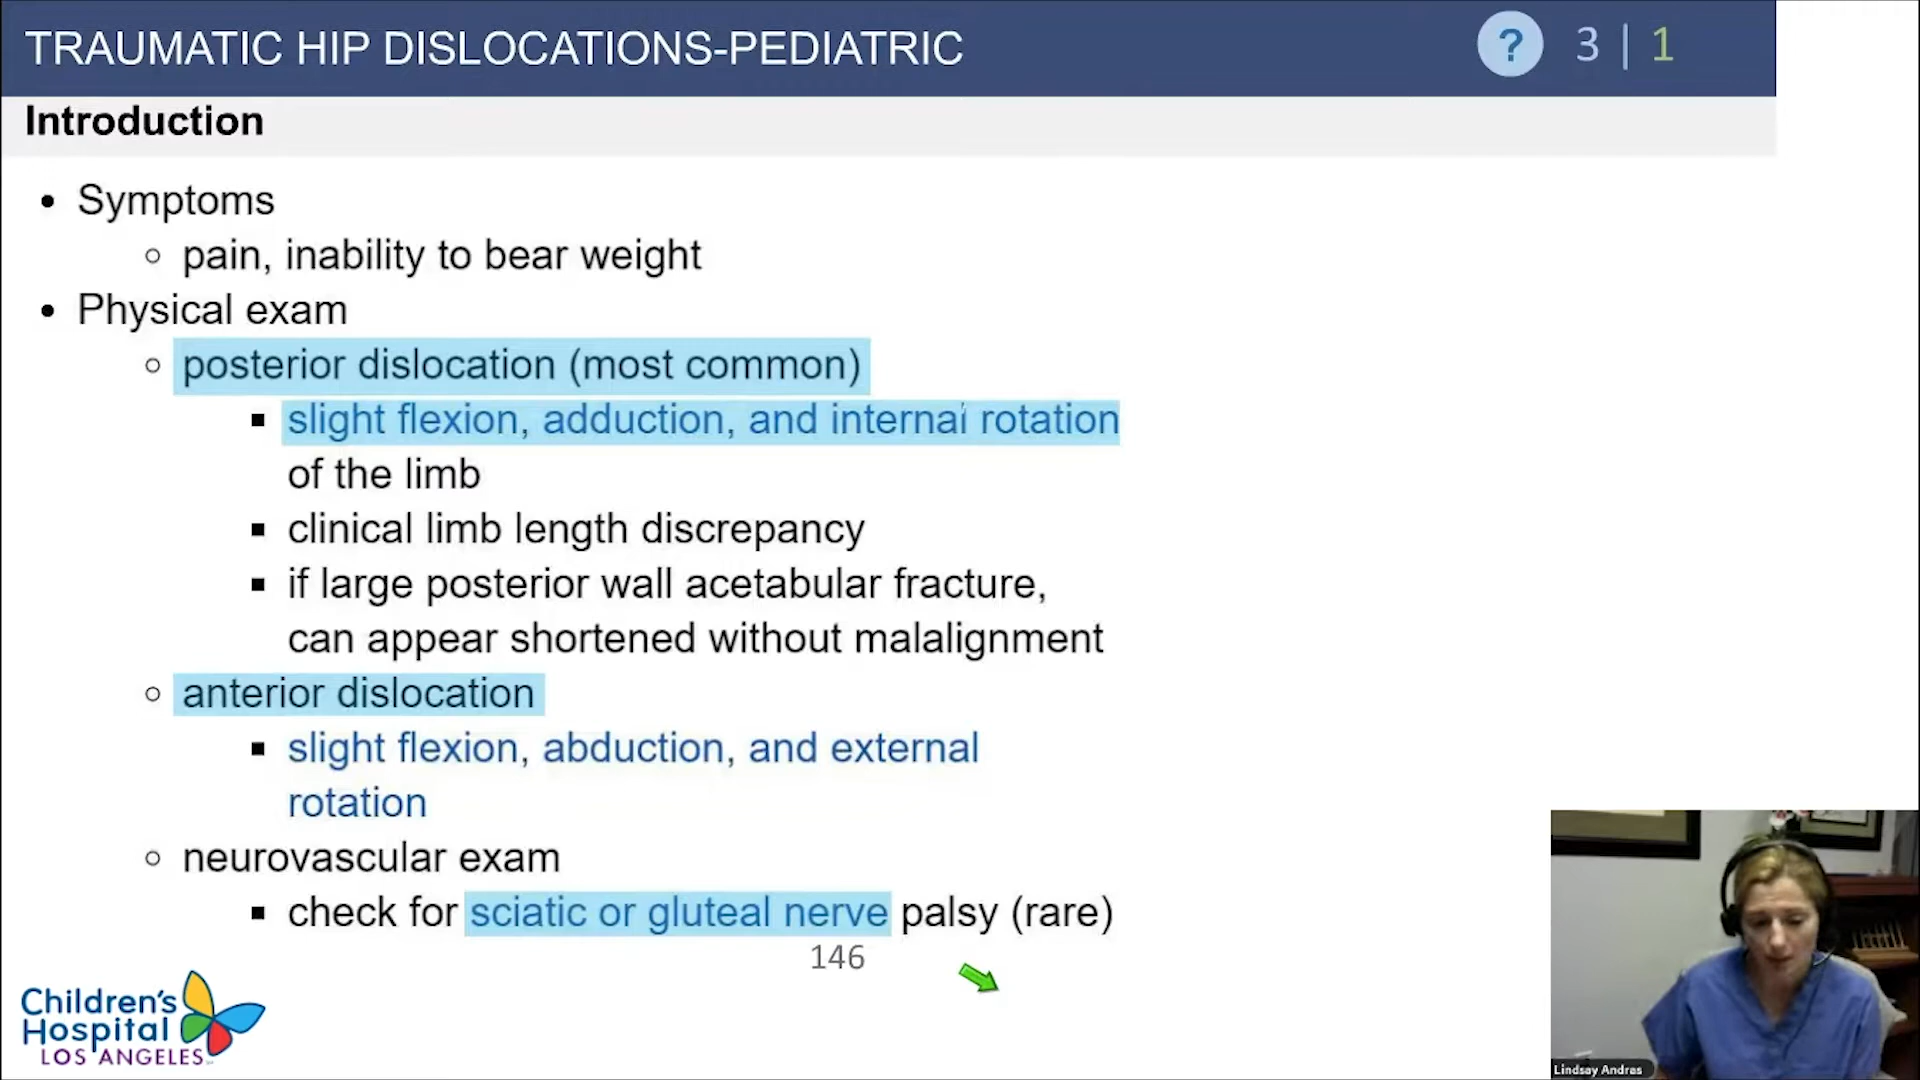 TRAUMATIC HIP DISLOCATIONS-PEDIATRIC
? 3 | 1
Introduction
• Symptoms
○ pain, inability to bear weight
• Physical exam
○ posterior dislocation (most common)
▪ slight flexion, adduction, and internal rotation
of the limb
▪ clinical limb length discrepancy
▪ if large posterior wall acetabular fracture,
can appear shortened without malalignment
○ anterior dislocation
▪ slight flexion, abduction, and external
rotation
○ neurovascular exam
▪ check for sciatic or gluteal nerve palsy (rare)
146
Children's
Hospital
LOS ANGELES
Lindsay Andras